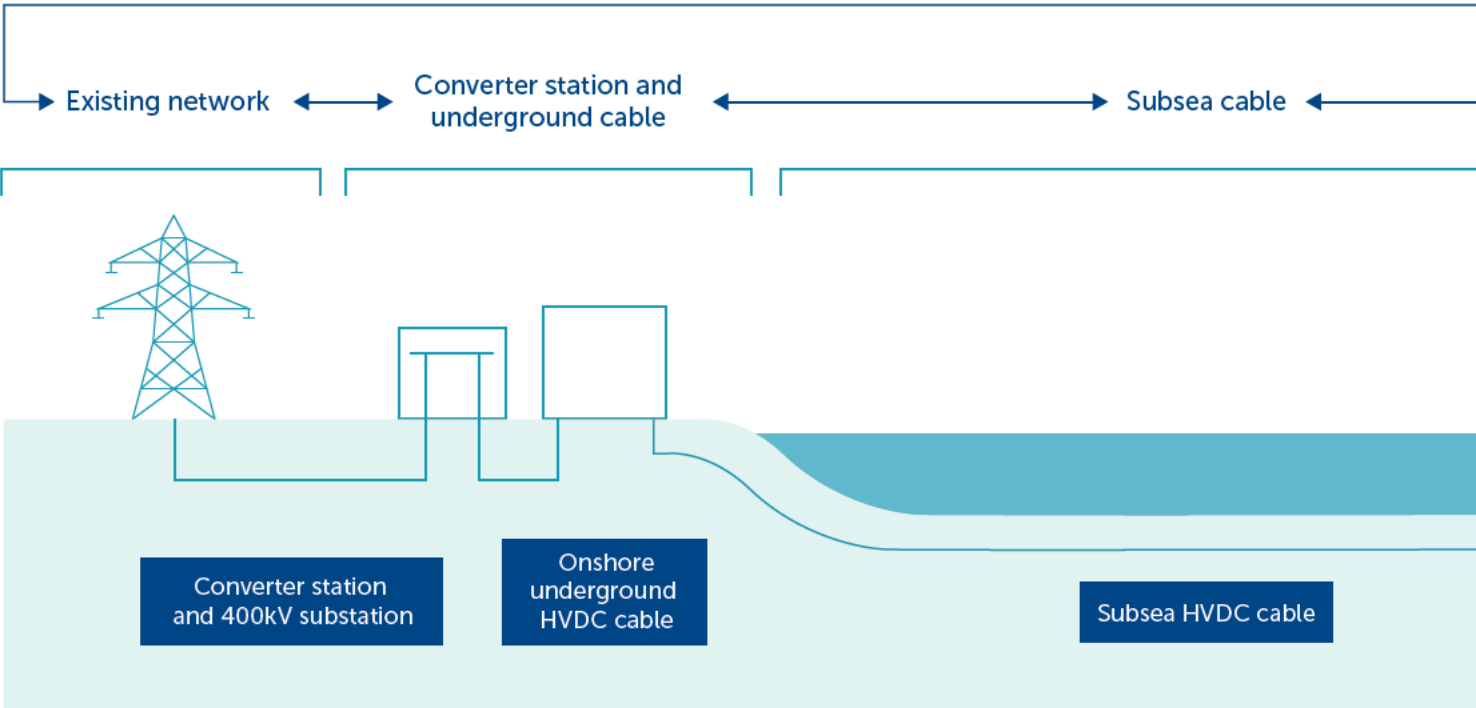 Existing network
Converter station and
underground cable
Subsea cable
Converter station
and 400kV substation
Onshore
underground
HVDC cable
Subsea HVDC cable